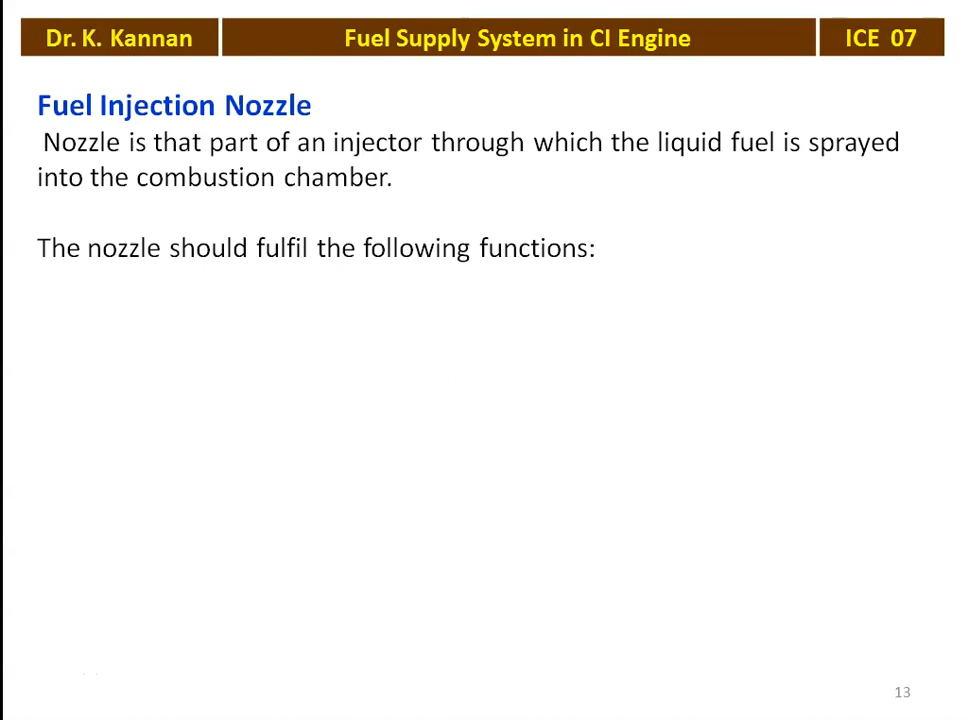 Dr. K. Kannan
Fuel Supply System in CI Engine
ICE 07
Fuel Injection Nozzle
Nozzle is that part of an injector through which the liquid fuel is sprayed
into the combustion chamber.
The nozzle should fulfil the following functions:
13